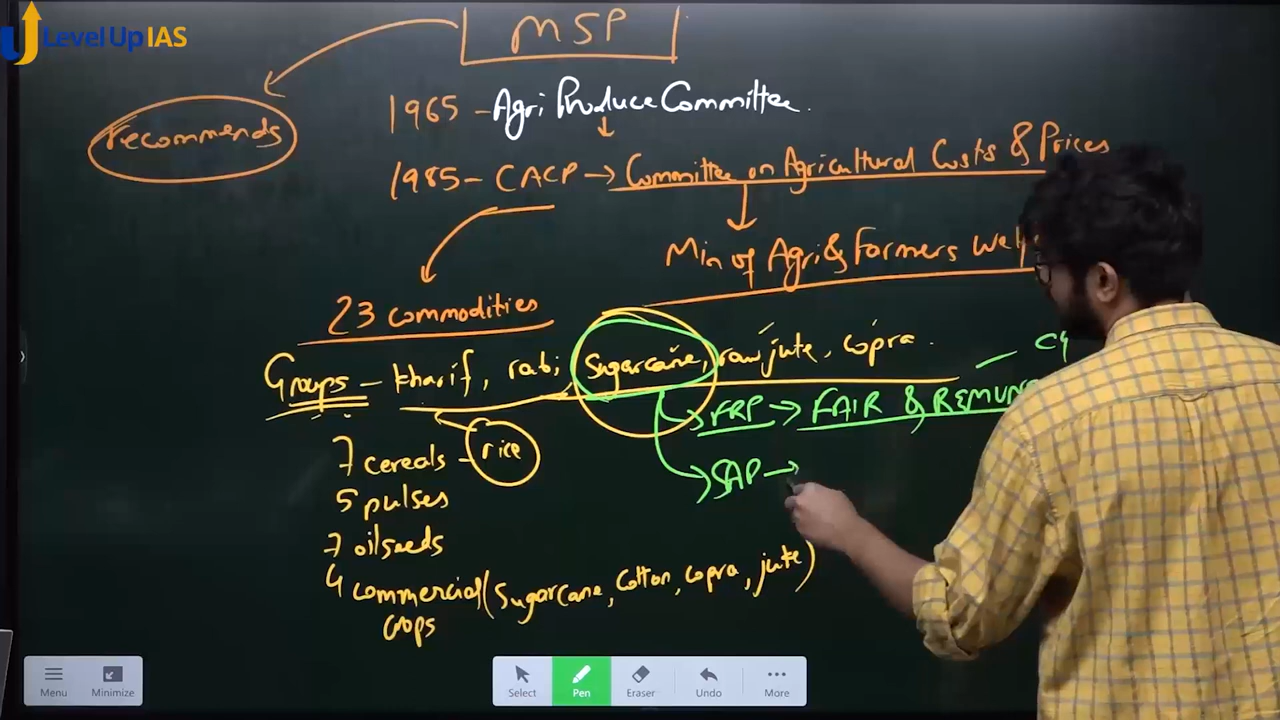 LevelUp IAS
MSP
recommends
1965 - Agri Produce Committee.
1985 - CACP → Committee on Agricultural Costs & Prices
Min of Agri & Farmers Wel
23 commodities
Groups - kharif, rabi, Sugarcane, raw jute, copra.
CG
FRP → FAIR & REMUN
7 cereals - rice
SAP →
5 pulses
7 oilseeds
4 commercial (Sugarcane, Cotton, copra, jute)
crops
Menu
Minimize
Select
Pen
Eraser
Undo
More